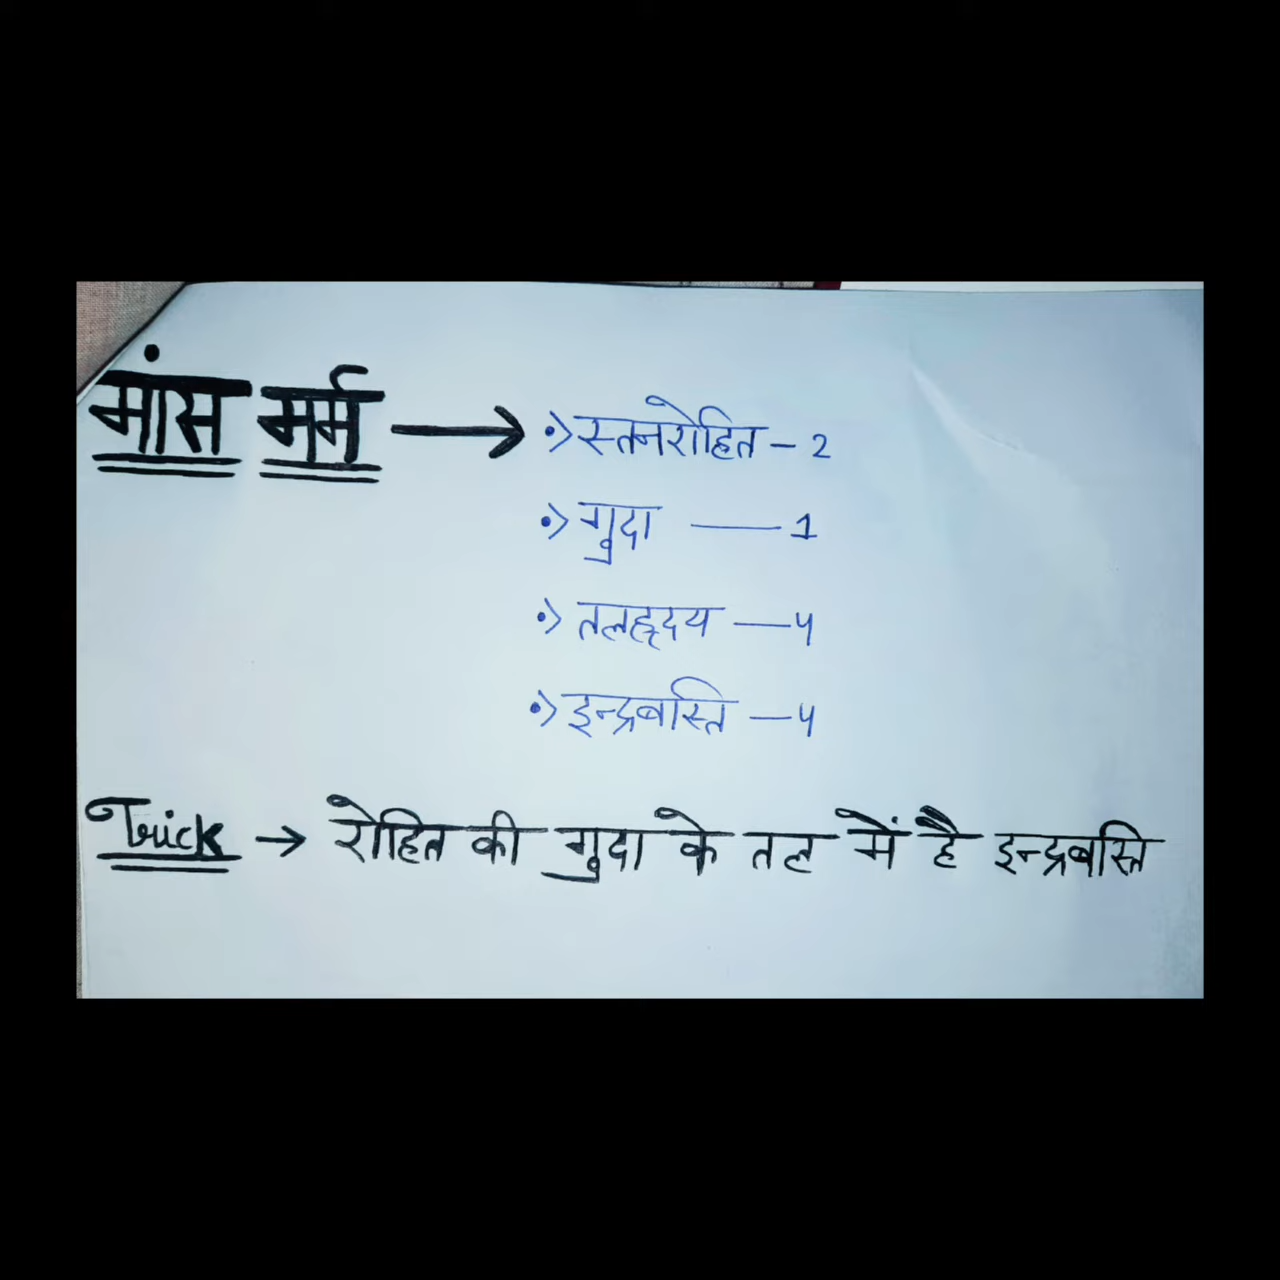 मांस मर्म → •> स्तनरोहित – 2
•> गुदा — 1
•> तलहृदय — 4
•> इन्द्रबस्ति — 4
Trick → रोहित की गुदा के तल में है इन्द्रबस्ति